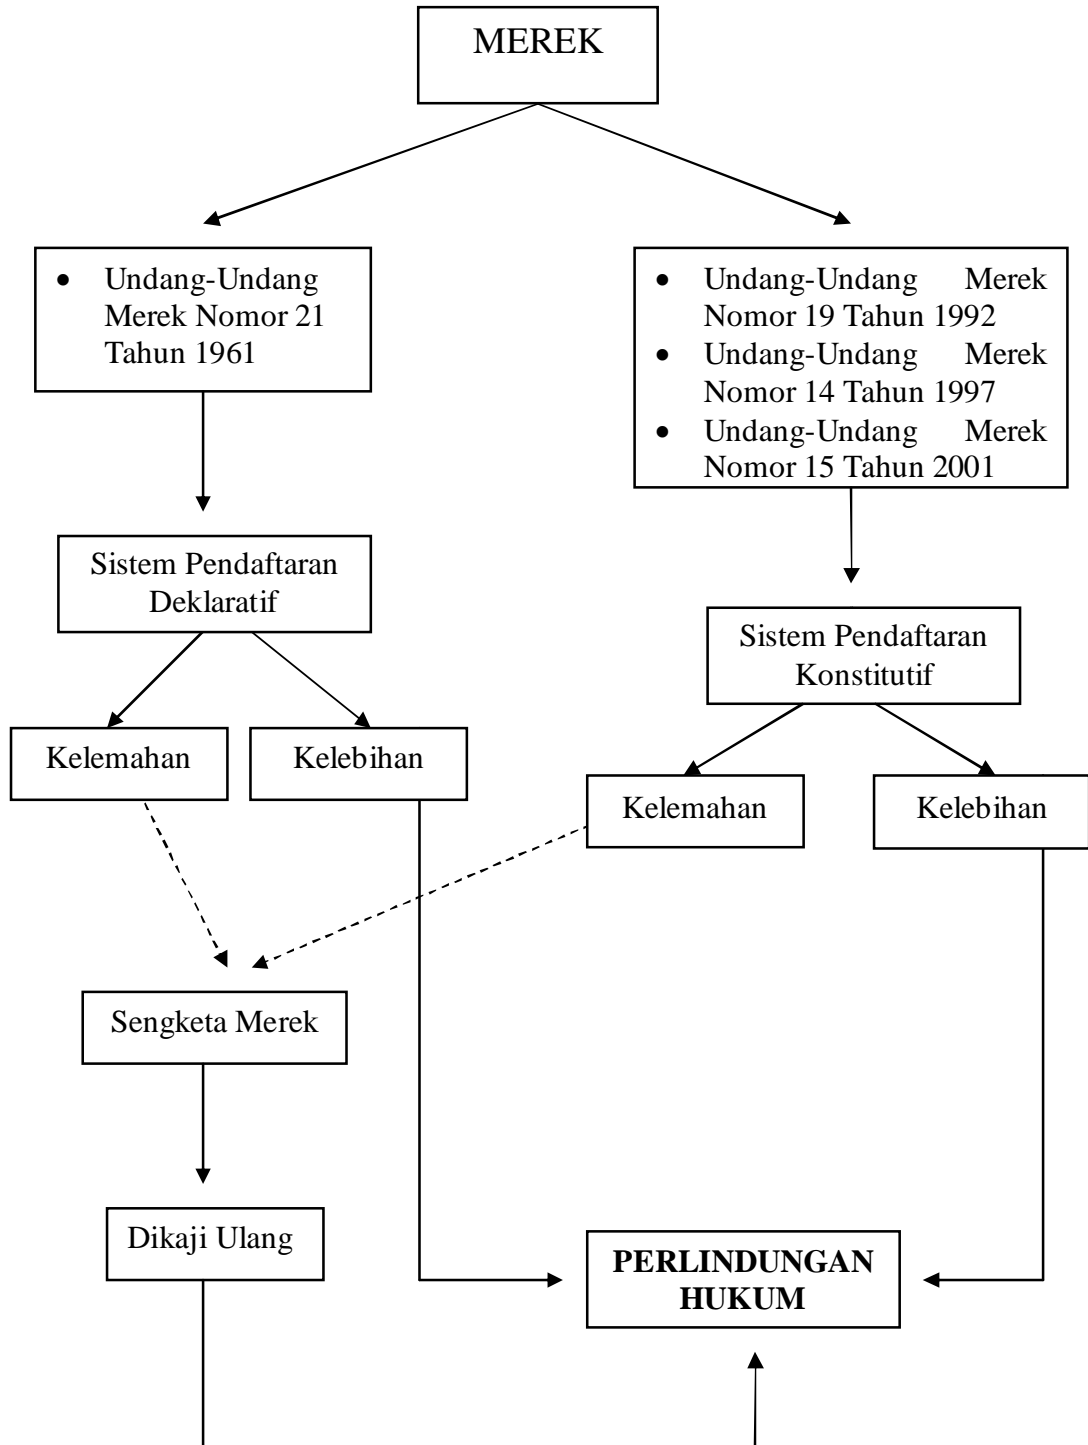 MEREK
• Undang-Undang
Merek Nomor 21
Tahun 1961
• Undang-Undang Merek
Nomor 19 Tahun 1992
• Undang-Undang Merek
Nomor 14 Tahun 1997
• Undang-Undang Merek
Nomor 15 Tahun 2001
Sistem Pendaftaran
Deklaratif
Sistem Pendaftaran
Konstitutif
Kelemahan
Kelebihan
Kelemahan
Kelebihan
Sengketa Merek
Dikaji Ulang
PERLINDUNGAN
HUKUM